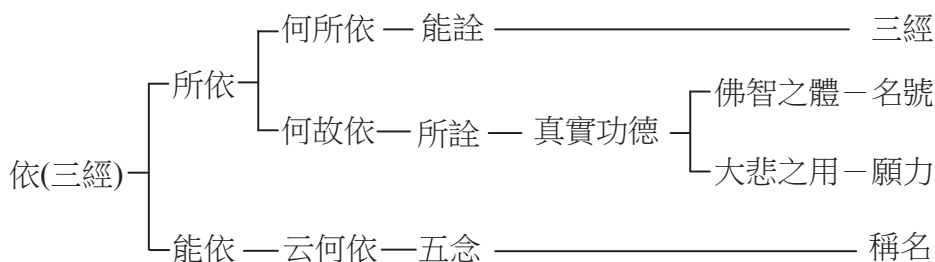 何所依 能詮 三經
所依
佛智之體－名號
何故依 所詮 真實功德
依(三經)
大悲之用－願力
能依 云何依 五念 稱名